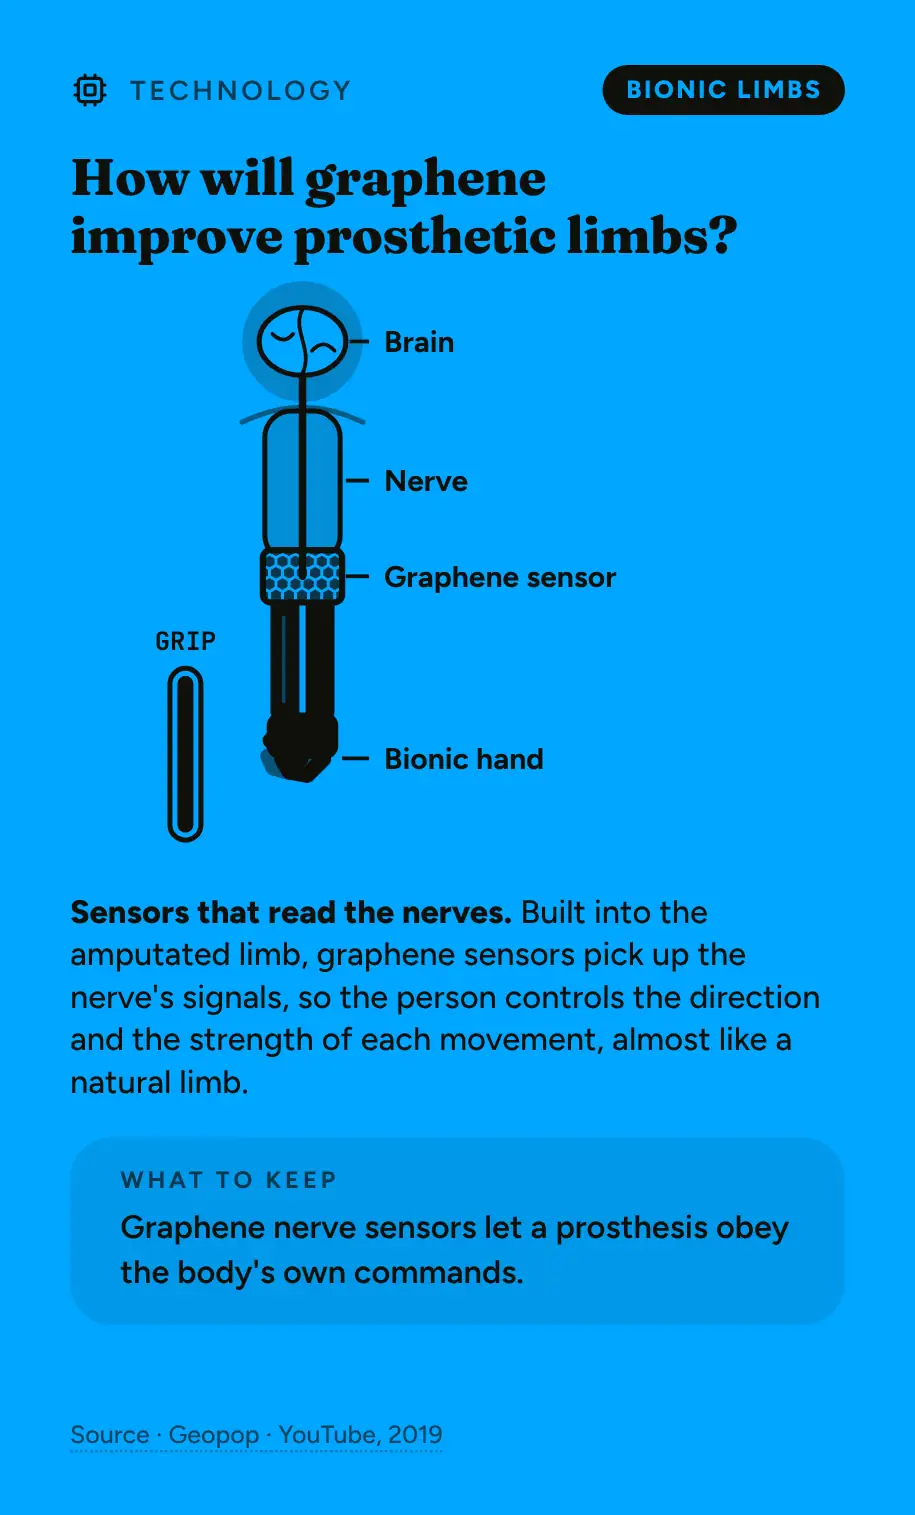 TECHNOLOGY
BIONIC LIMBS
How will graphene
improve prosthetic limbs?
Brain
Nerve
Graphene sensor
GRIP
Bionic hand
Sensors that read the nerves. Built into the
amputated limb, graphene sensors pick up the
nerve's signals, so the person controls the direction
and the strength of each movement, almost like a
natural limb.
WHAT TO KEEP
Graphene nerve sensors let a prosthesis obey
the body's own commands.
Source · Geopop · YouTube, 2019